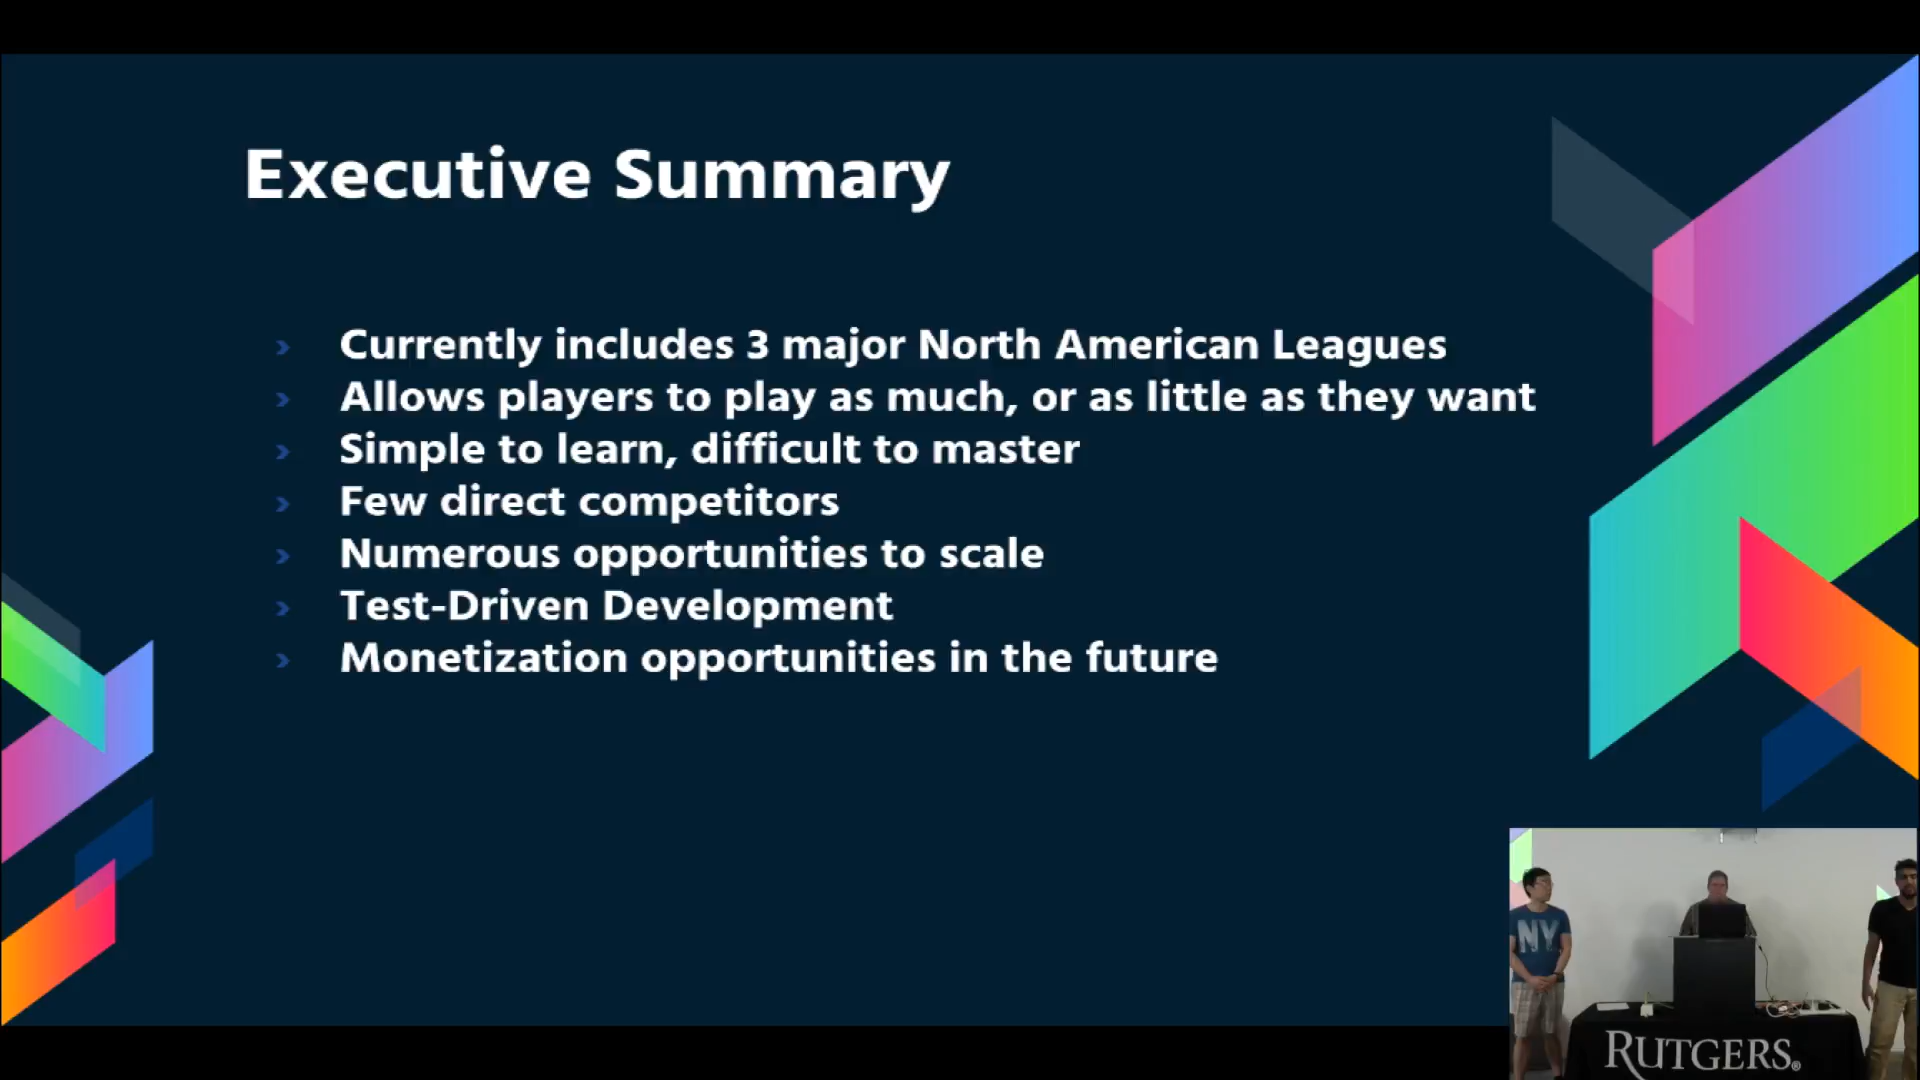 Executive Summary
Currently includes 3 major North American Leagues
Allows players to play as much, or as little as they want
Simple to learn, difficult to master
Few direct competitors
Numerous opportunities to scale
Test-Driven Development
Monetization opportunities in the future
NY
RUTGERS®